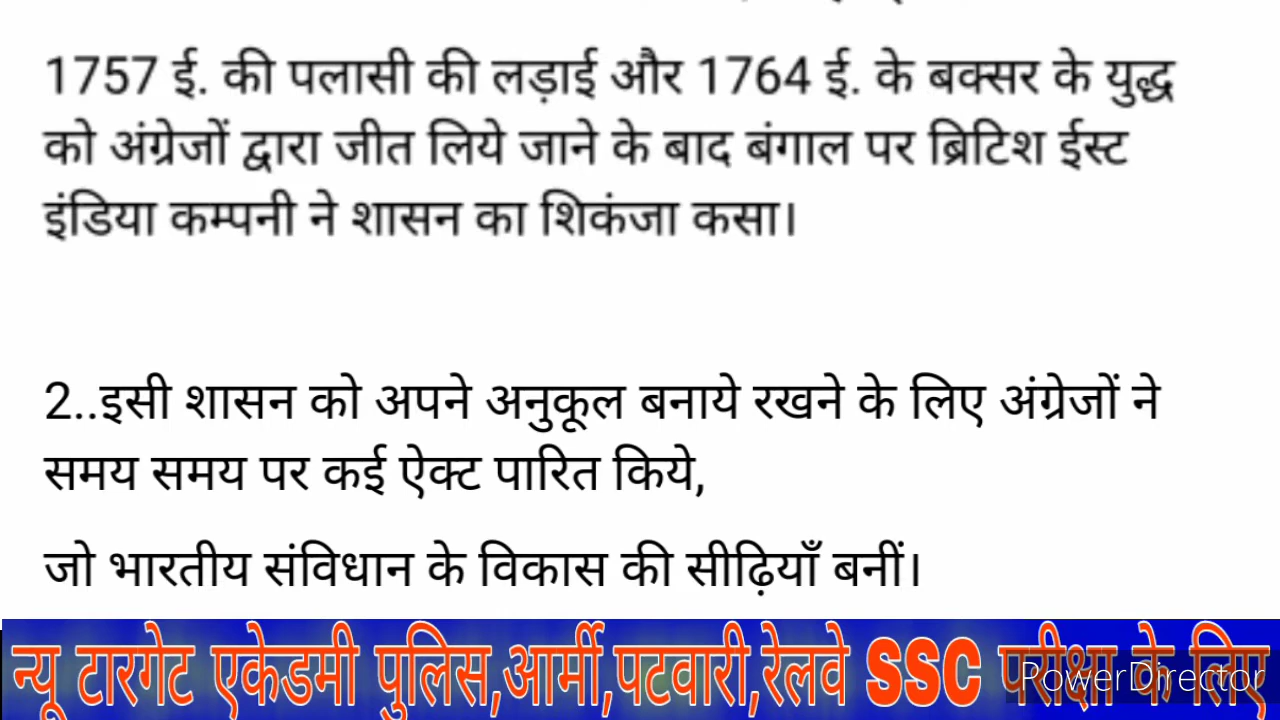 1757 ई. की पलासी की लड़ाई और 1764 ई. के बक्सर के युद्ध
को अंग्रेजों द्वारा जीत लिये जाने के बाद बंगाल पर ब्रिटिश ईस्ट
इंडिया कम्पनी ने शासन का शिकंजा कसा।
2..इसी शासन को अपने अनुकूल बनाये रखने के लिए अंग्रेजों ने
समय समय पर कई ऐक्ट पारित किये,
जो भारतीय संविधान के विकास की सीढ़ियाँ बनीं।
न्यू टारगेट एकेडमी पुलिस,आर्मी,पटवारी,रेलवे SSC परीक्षा के लिए
PowerDirector